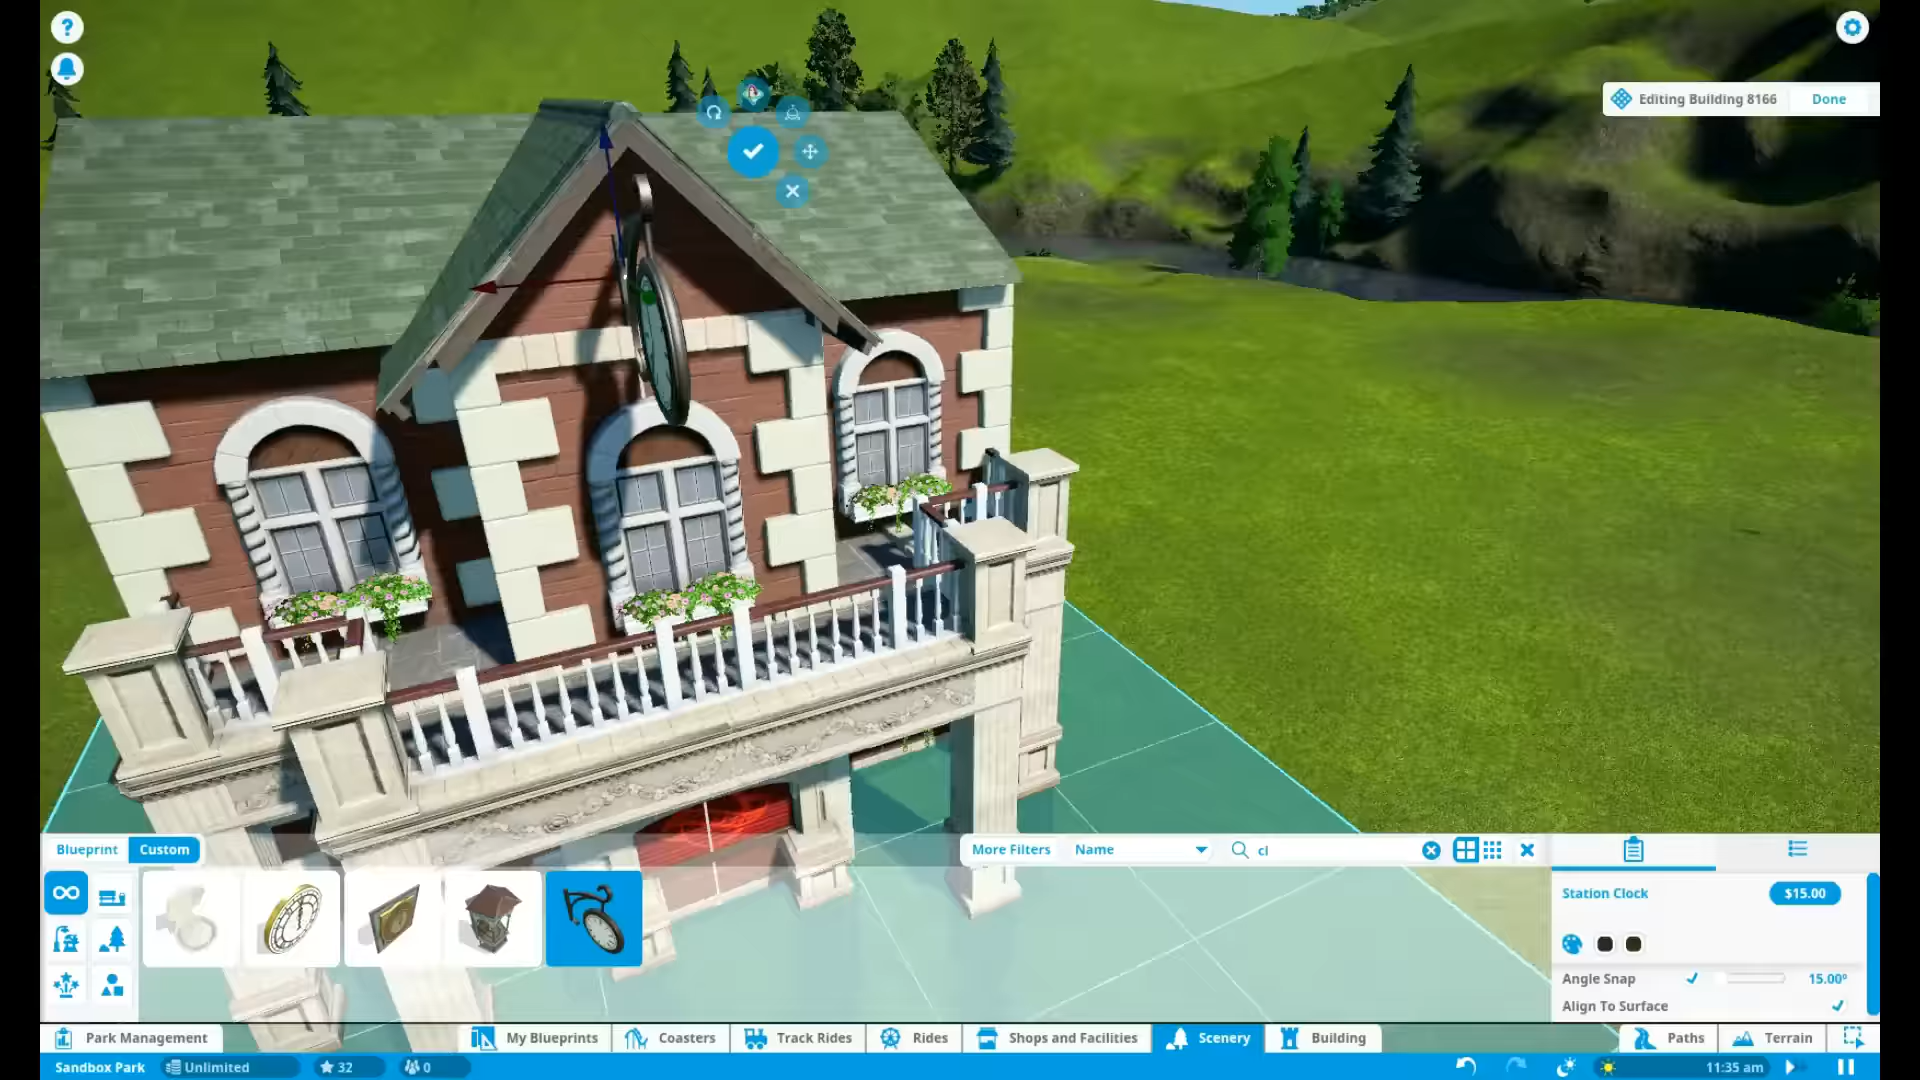 ?
Editing Building 8166 Done
Blueprint Custom
More Filters Name cl
Station Clock $15.00
Angle Snap 15.00°
Align To Surface
Park Management My Blueprints Coasters Track Rides Rides Shops and Facilities Scenery Building Paths Terrain
Sandbox Park Unlimited 32 0 11:35 am